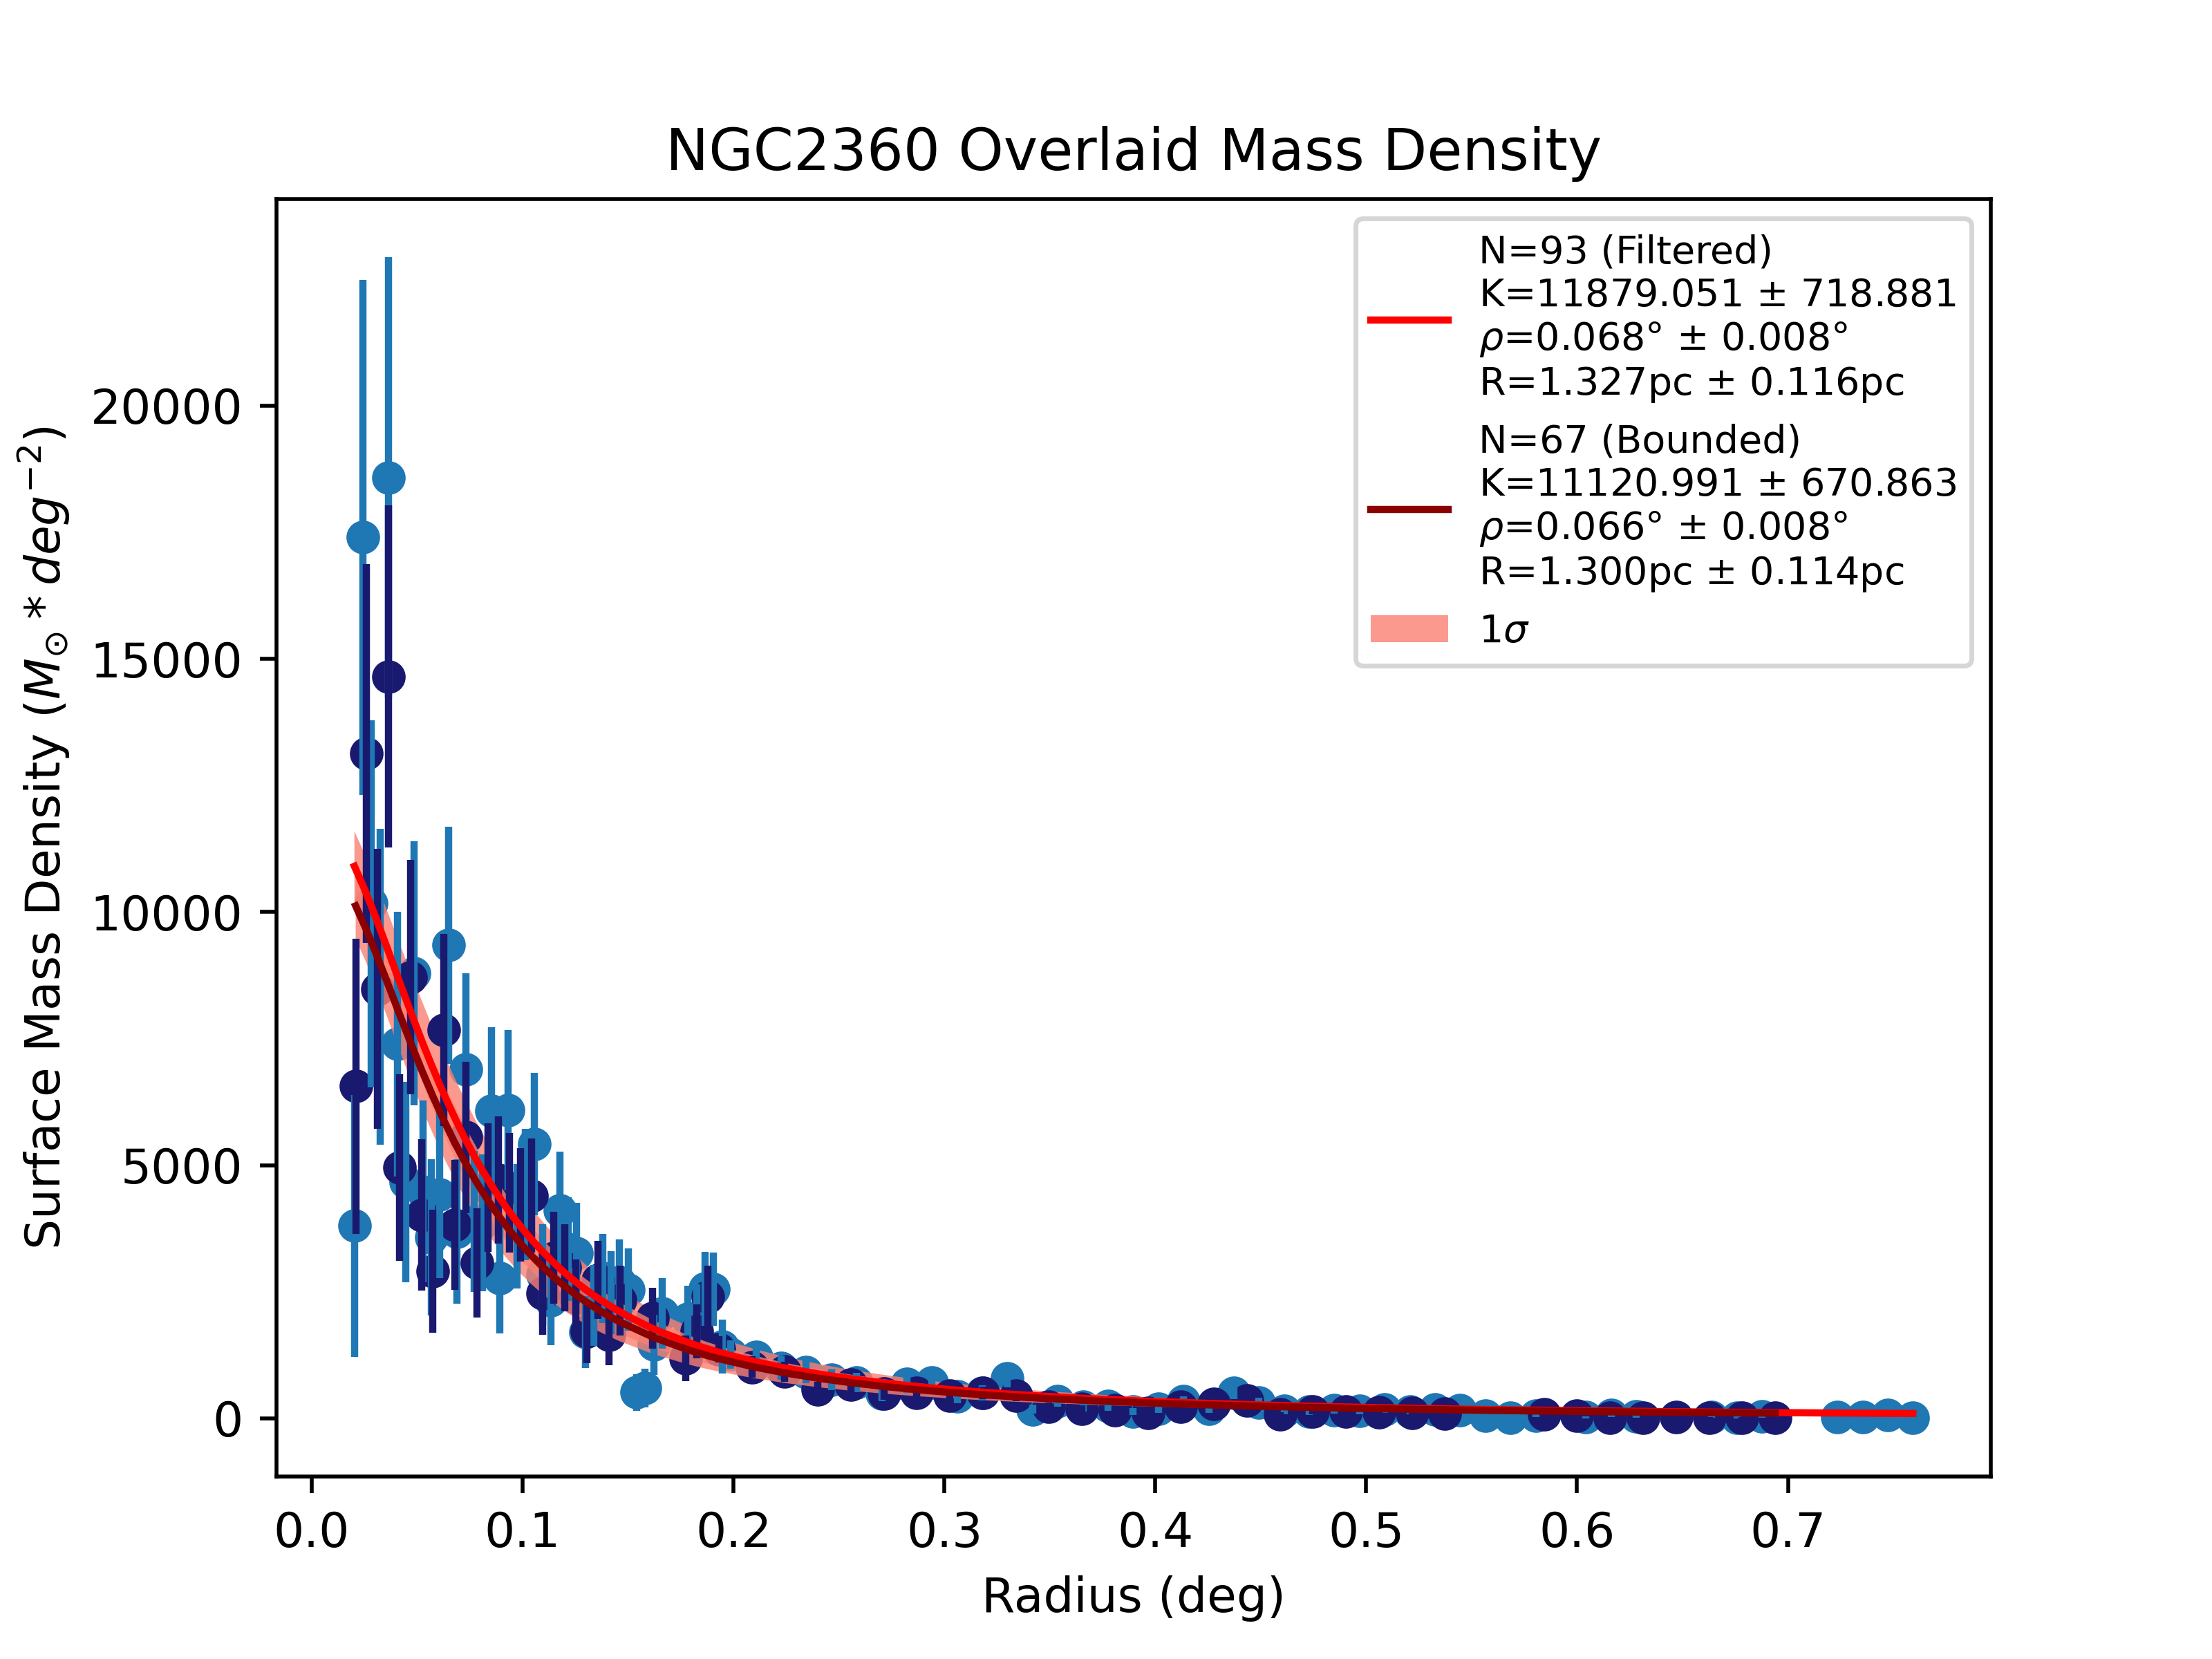 NGC2360 Overlaid Mass Density
N=93 (Filtered)
K=11879.051 ± 718.881
ρ=0.068° ± 0.008°
R=1.327pc ± 0.116pc
N=67 (Bounded)
K=11120.991 ± 670.863
ρ=0.066° ± 0.008°
R=1.300pc ± 0.114pc
1σ
Surface Mass Density (M⊙ * deg⁻²)
20000
15000
10000
5000
0
0.0 0.1 0.2 0.3 0.4 0.5 0.6 0.7
Radius (deg)